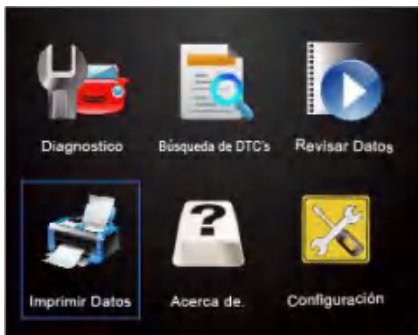 Diagnostico
Búsqueda de DTC's
Revisar Datos
?
Imprimir Datos
Acerca de.
Configuración